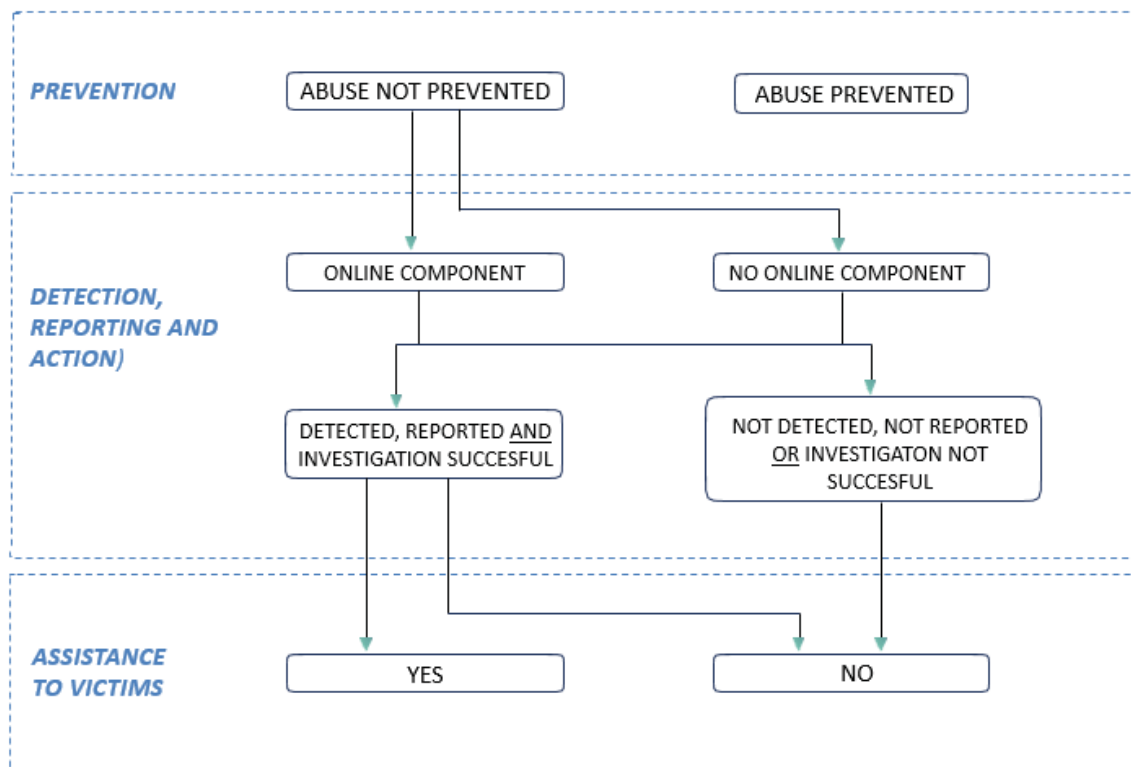 PREVENTION
ABUSE NOT PREVENTED
ABUSE PREVENTED
DETECTION,
REPORTING AND
ACTION)
ONLINE COMPONENT
NO ONLINE COMPONENT
DETECTED, REPORTED AND
INVESTIGATION SUCCESFUL
NOT DETECTED, NOT REPORTED
OR INVESTIGATON NOT
SUCCESFUL
ASSISTANCE
TO VICTIMS
YES
NO